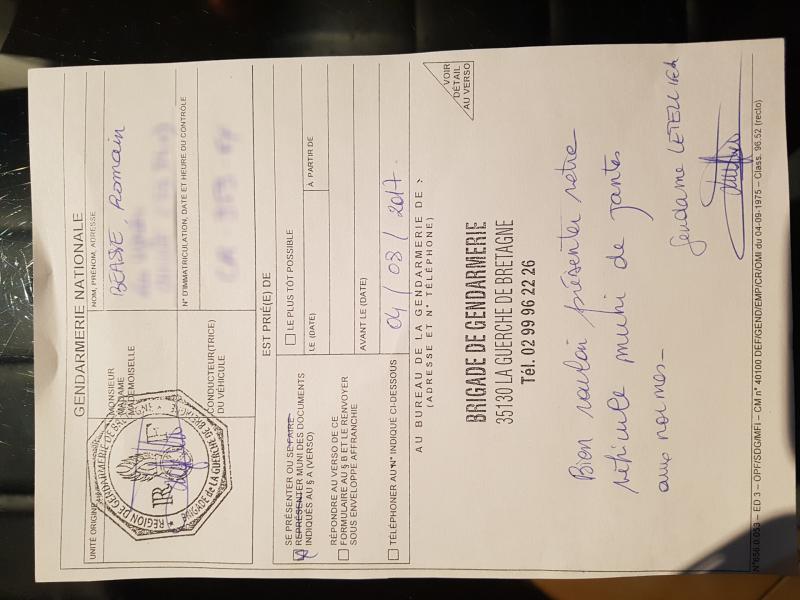 GENDARMERIE NATIONALE
UNITÉ ORIGINE
NOM, PRÉNOM, ADRESSE
MONSIEUR
MADAME
MADEMOISELLE
BEASSE Romain
RÉGION DE GENDARMERIE DE BRETAGNE
RF
BRIGADE de LA GUERCHE DE BRETAGNE
CONDUCTEUR(TRICE)
DU VÉHICULE
N° D'IMMATRICULATION, DATE ET HEURE DU CONTRÔLE
EST PRIÉ(E) DE
SE PRÉSENTER OU SE FAIRE
REPRÉSENTER MUNI DES DOCUMENTS
INDIQUÉS AU § A (VERSO)
RÉPONDRE AU VERSO DE CE
FORMULAIRE AU § B ET LE RENVOYER
SOUS ENVELOPPE AFFRANCHIE
TÉLÉPHONER AU N° INDIQUÉ CI-DESSOUS
LE PLUS TÔT POSSIBLE
LE (DATE)
À PARTIR DE
AVANT LE (DATE)
04/08/2017.
AU BUREAU DE LA GENDARMERIE DE >
(ADRESSE ET N° TÉLÉPHONE)
BRIGADE DE GENDARMERIE
35130 LA GUERCHE DE BRETAGNE
Tél. 02 99 96 22 26
VOIR
DÉTAIL
AU VERSO
Bien vouloir présenter votre
véhicule muni de jantes
aux normes-
Gendarme LETELLIER
N°656.0.053 – ED 3 – OPF/SDG/MFI – CM n° 40100 DEF/GEND/EMP/CR/OMI du 04-09-1975 – Class. 96.52 (recto)